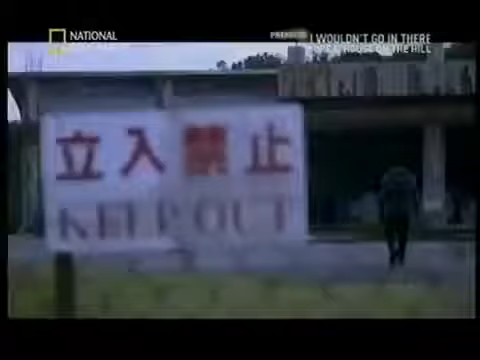 NATIONAL
PREMIERE
I WOULDN'T GO IN THERE
HOUSE ON THE HILL
立入禁止
KEEP OUT